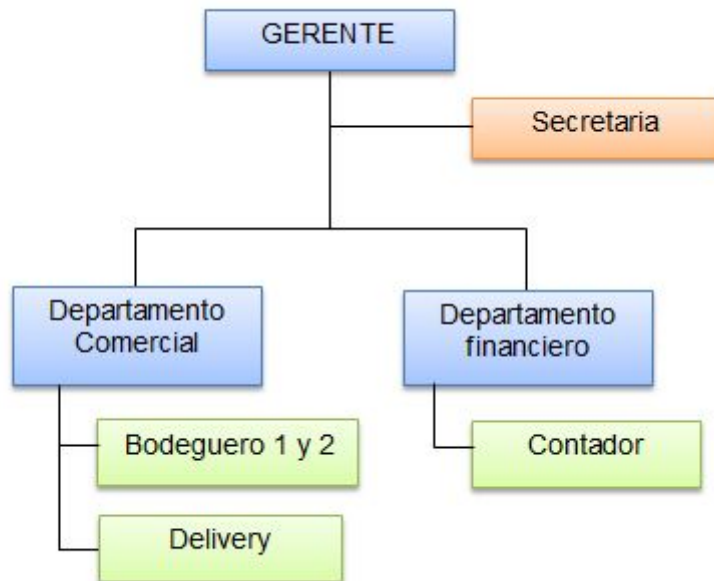 GERENTE
Secretaria
Departamento
Comercial
Departamento
financiero
Bodeguero 1 y 2
Contador
Delivery